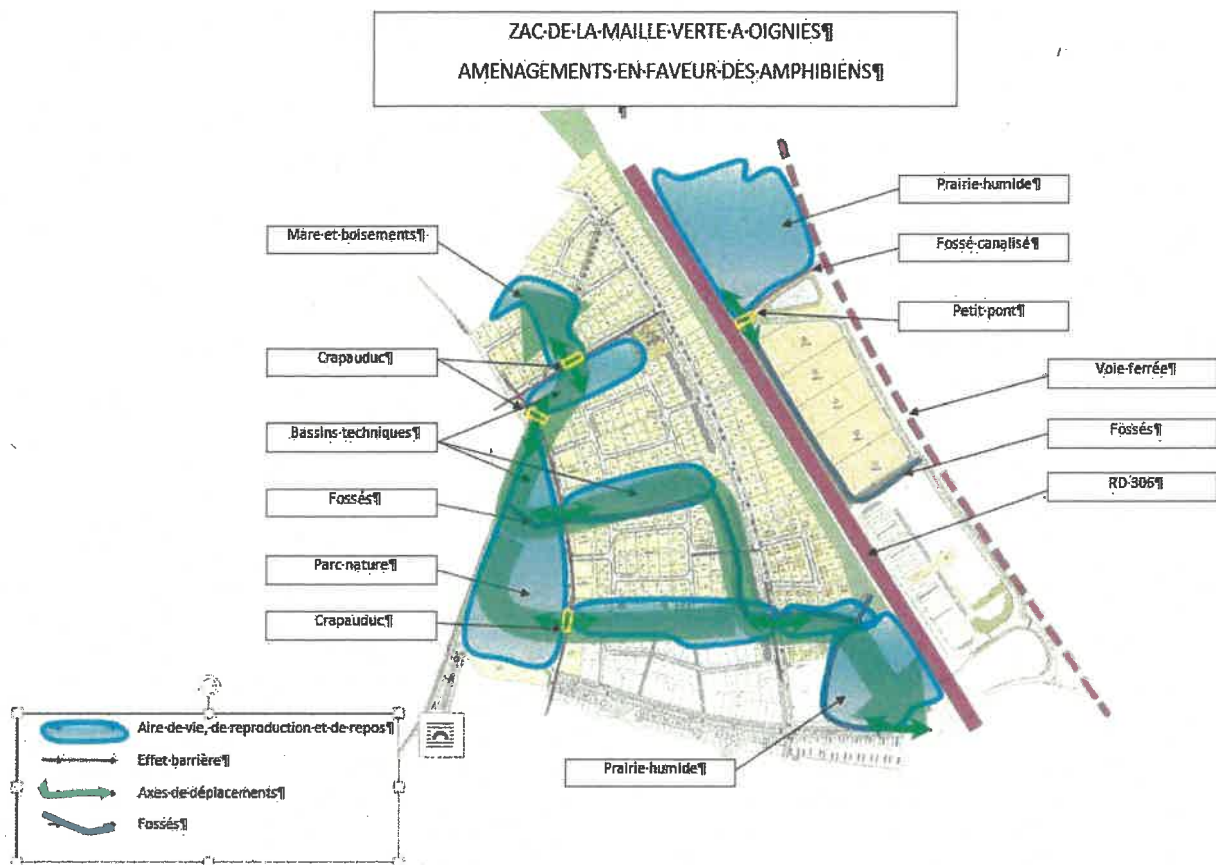 ZAC·DE·LA·MAILLE·VERTE·A·OIGNIES¶
AMENAGEMENTS·EN·FAVEUR·DES·AMPHIBIENS¶
¶
Prairie·humide¶
Mare·et·boisements¶
Fossé·canalisé¶
Petit·pont¶
Crapauduc¶
Voie·ferrée¶
Bassins·techniques¶
Fossés¶
Fossés¶
RD·306¶
Parc·nature¶
Crapauduc¶
Prairie·humide¶
Aire·de·vie,·de·reproduction·et·de·repos¶
Effet·barrière¶
Axes·de·déplacements¶
Fossés¶